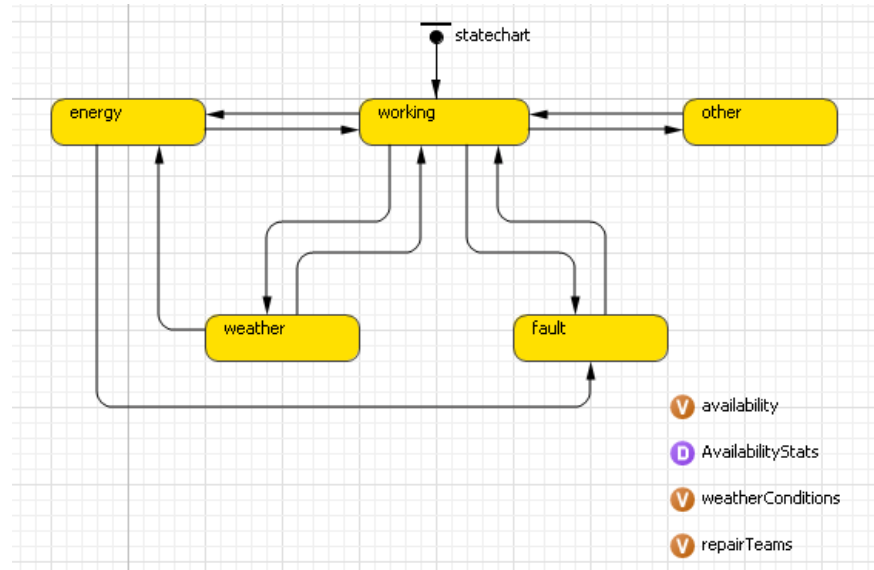 statechart
energy
working
other
weather
fault
V availability
D AvailabilityStats
V weatherConditions
V repairTeams